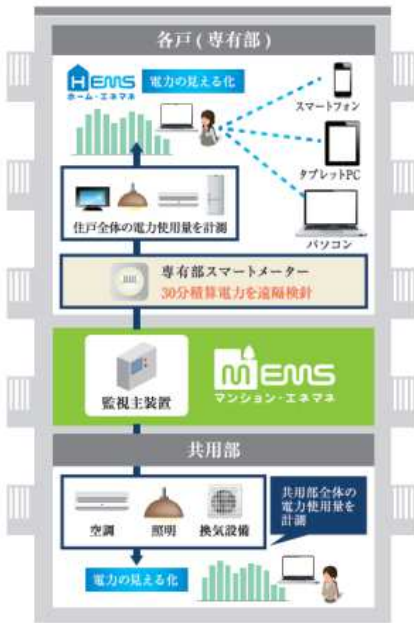 各戸(専有部)
HEMS
ホーム・エネマネ
電力の見える化
スマートフォン
タブレットPC
パソコン
住戸全体の電力使用量を計測
専有部スマートメーター
30分積算電力を遠隔検針
監視主装置
MEMS
マンション・エネマネ
共用部
空調
照明
換気設備
共用部全体の
電力使用量を
計測
電力の見える化